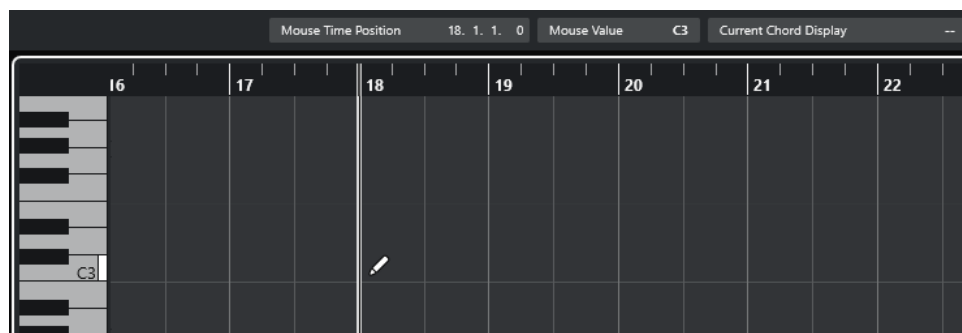 Mouse Time Position 18. 1. 1. 0 Mouse Value C3 Current Chord Display --
16 17 18 19 20 21 22
C3